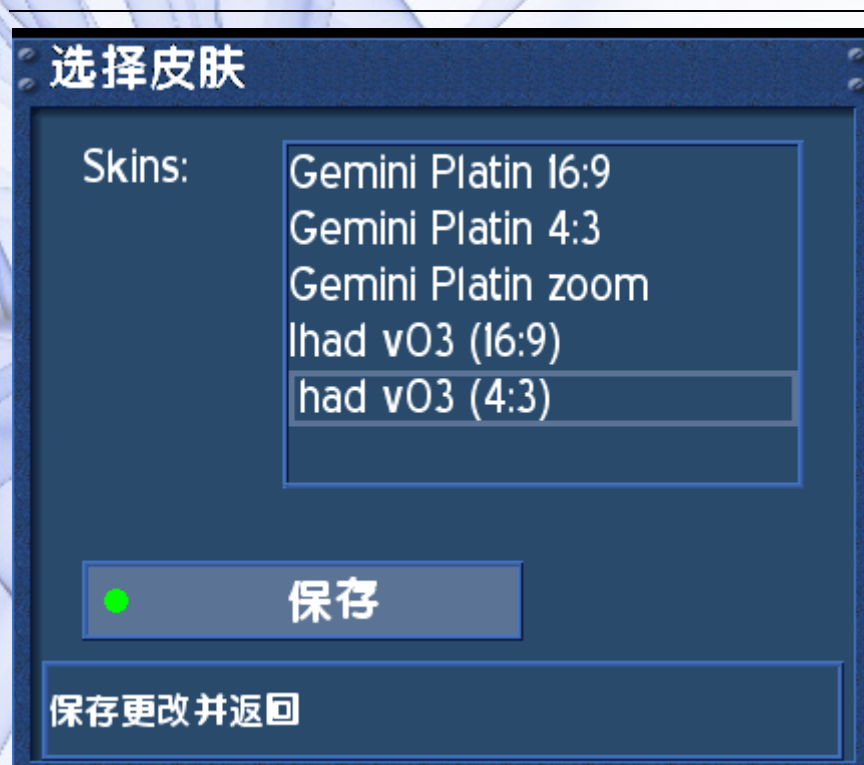 选择皮肤
Skins:
Gemini Platin 16:9
Gemini Platin 4:3
Gemini Platin zoom
Ihad v03 (16:9)
had v03 (4:3)
保存
保存更改并返回